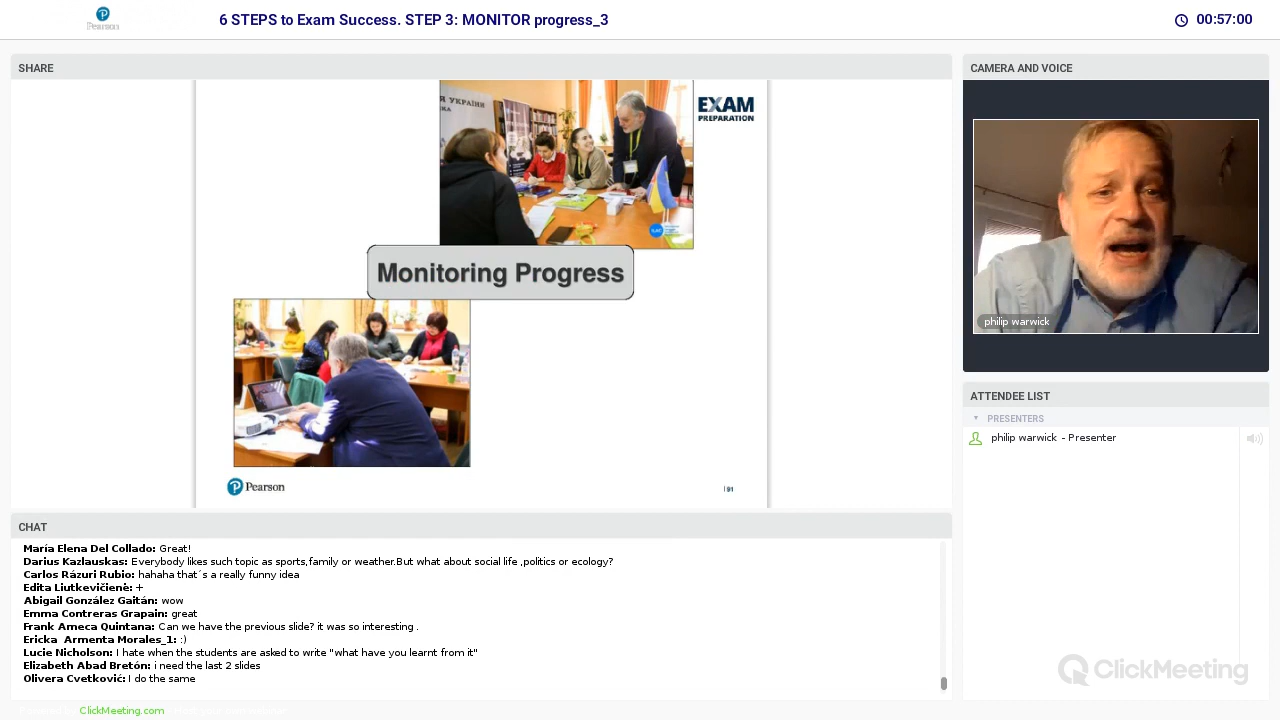 Pearson
6 STEPS to Exam Success. STEP 3: MONITOR progress_3
00:57:00
SHARE
Я УКРАЇНИ
EXAM
PREPARATION
Monitoring Progress
Pearson
91
CAMERA AND VOICE
philip warwick
ATTENDEE LIST
PRESENTERS
philip warwick - Presenter
CHAT
María Elena Del Collado: Great!
Darius Kazlauskas: Everybody likes such topic as sports,family or weather.But what about social life ,politics or ecology?
Carlos Rázuri Rubio: hahaha that´s a really funny idea
Edita Liutkevičienė: +
Abigail González Gaitán: wow
Emma Contreras Grapain: great
Frank Ameca Quintana: Can we have the previous slide? it was so interesting .
Ericka Armenta Morales_1: :)
Lucie Nicholson: I hate when the students are asked to write "what have you learnt from it"
Elizabeth Abad Bretón: i need the last 2 slides
Olivera Cvetković: I do the same
ClickMeeting
ClickMeeting.com